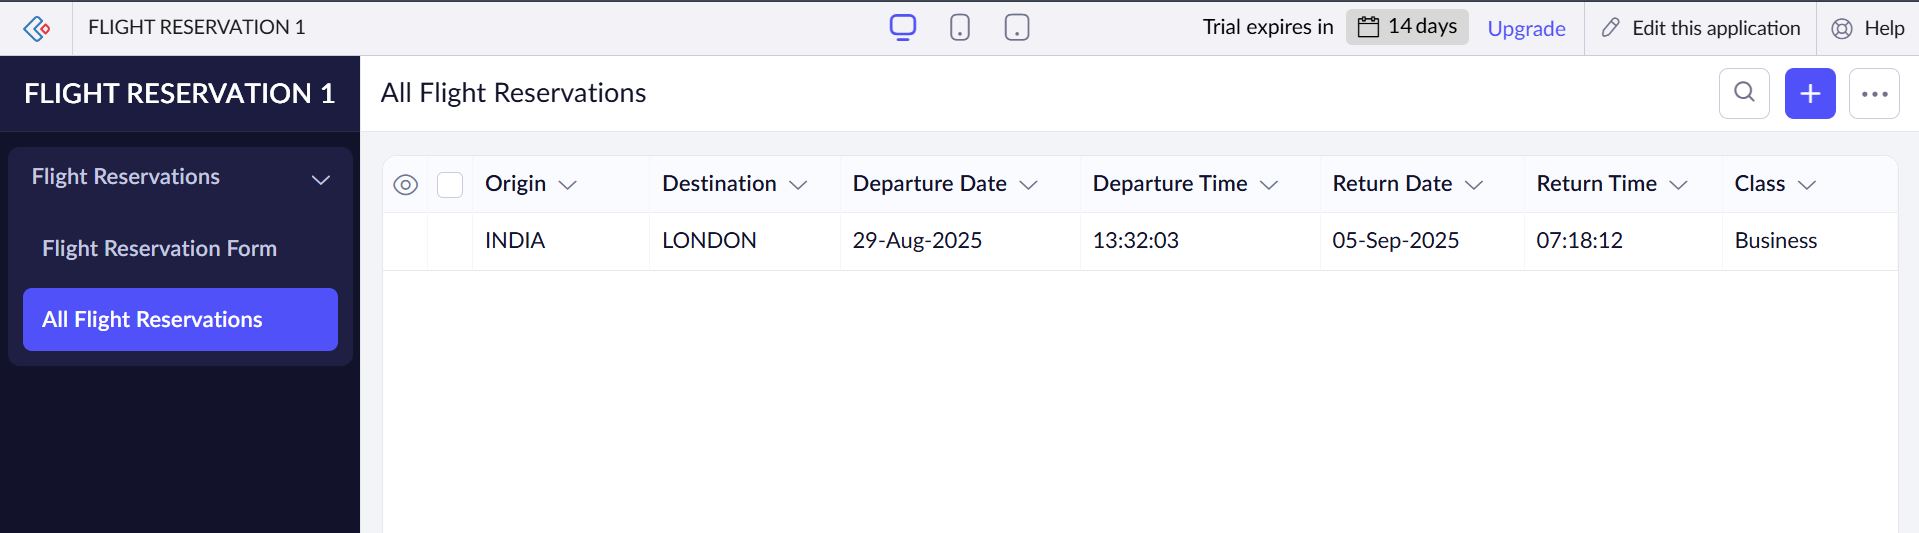 FLIGHT RESERVATION 1
Trial expires in 14 days Upgrade Edit this application Help
FLIGHT RESERVATION 1
All Flight Reservations
Flight Reservations
Flight Reservation Form
All Flight Reservations
Origin Destination Departure Date Departure Time Return Date Return Time Class
INDIA LONDON 29-Aug-2025 13:32:03 05-Sep-2025 07:18:12 Business